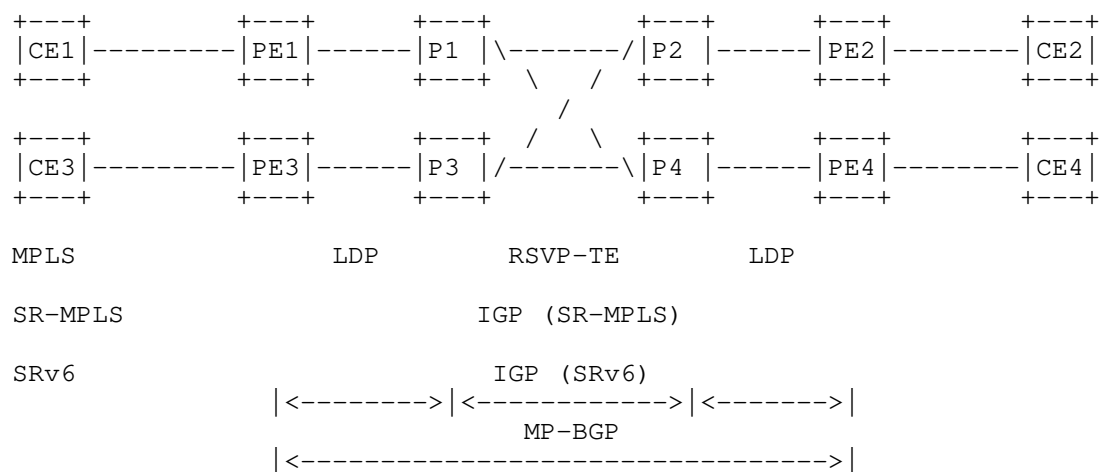 +---+         +---+      +---+          +---+      +---+        +---+
|CE1|---------|PE1|------|P1 |\-------/|P2 |------|PE2|--------|CE2|
+---+         +---+      +---+  \   /  +---+      +---+        +---+
/
+---+         +---+      +---+  /   \  +---+      +---+        +---+
|CE3|---------|PE3|------|P3 |/-------\|P4 |------|PE4|--------|CE4|
+---+         +---+      +---+          +---+      +---+        +---+
MPLS LDP RSVP-TE LDP
SR-MPLS IGP (SR-MPLS)
SRv6 IGP (SRv6)
|<-------->|<------------>|<------->|
MP-BGP
|<------------------------------->|